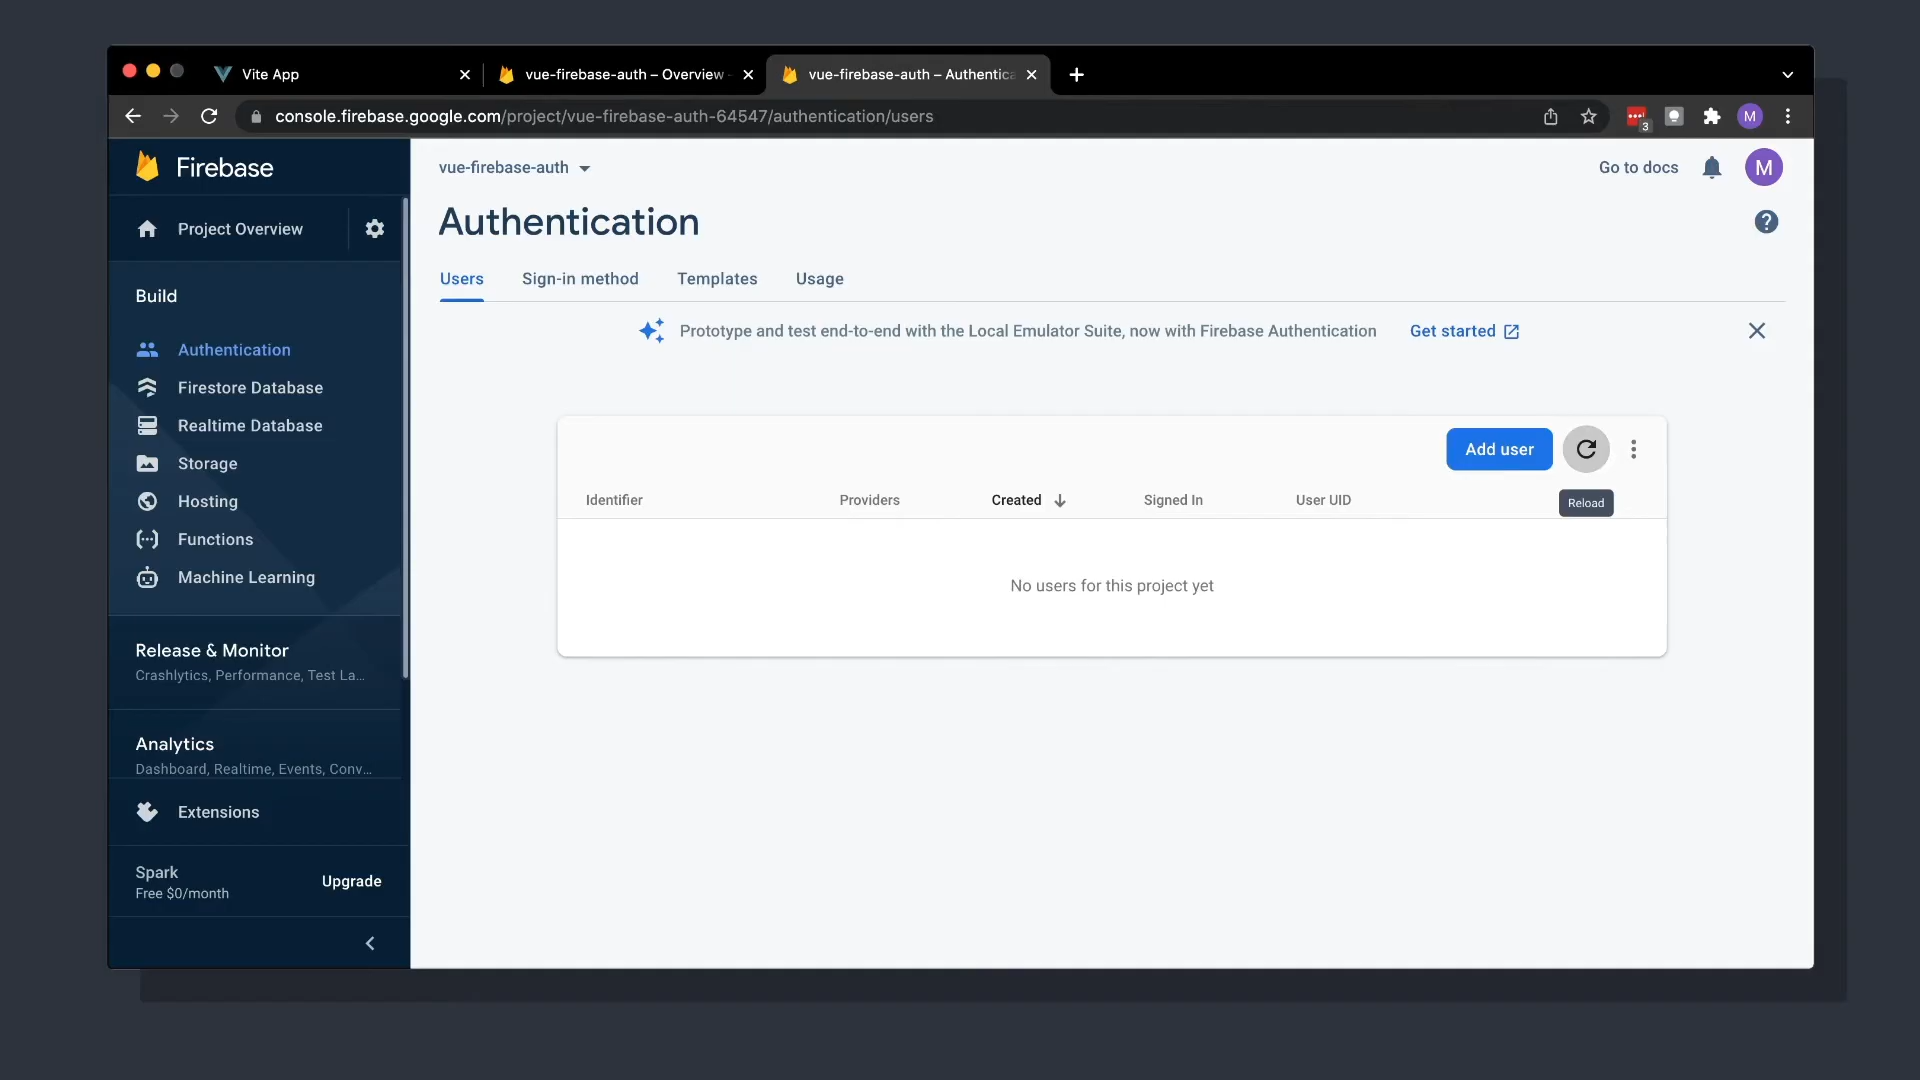 Vite App
vue-firebase-auth – Overview
vue-firebase-auth – Authentica
console.firebase.google.com/project/vue-firebase-auth-64547/authentication/users
3
M
Firebase
vue-firebase-auth
Go to docs
M
Project Overview
Authentication
Users
Sign-in method
Templates
Usage
Build
Prototype and test end-to-end with the Local Emulator Suite, now with Firebase Authentication
Get started
Authentication
Firestore Database
Realtime Database
Storage
Hosting
Functions
Machine Learning
Add user
Identifier
Providers
Created
Signed In
User UID
Reload
No users for this project yet
Release & Monitor
Crashlytics, Performance, Test La...
Analytics
Dashboard, Realtime, Events, Conv...
Extensions
Spark
Free $0/month
Upgrade